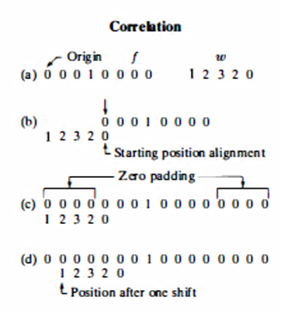 Correlation
Origin f w
(a) 0 0 0 1 0 0 0 0 1 2 3 2 0
(b) 0 0 0 1 0 0 0 0
1 2 3 2 0
Starting position alignment
Zero padding
(c) 0 0 0 0 0 0 0 1 0 0 0 0 0 0 0 0
1 2 3 2 0
(d) 0 0 0 0 0 0 0 1 0 0 0 0 0 0 0 0
1 2 3 2 0
Position after one shift